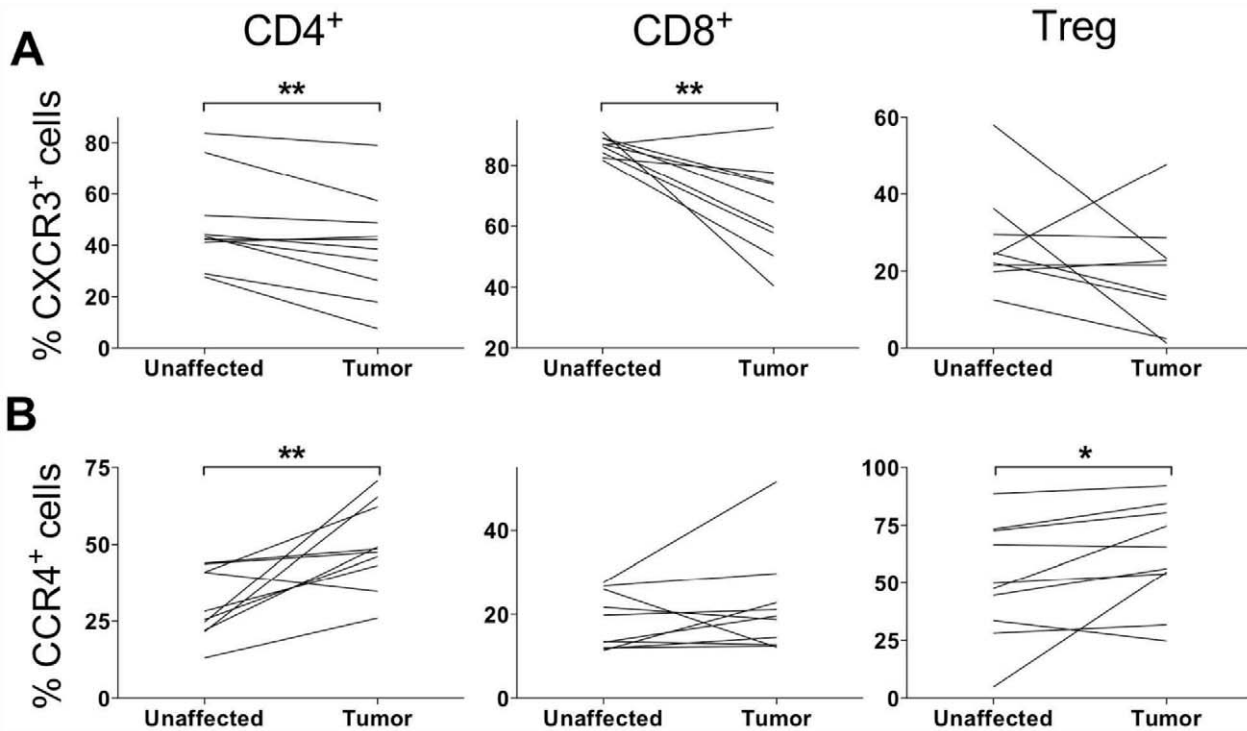 CD4+ CD8+ Treg
A
% CXCR3+ cells
** **
80
60
40
20
0
Unaffected Tumor
80
60
40
20
Unaffected Tumor
60
40
20
0
Unaffected Tumor
B
% CCR4+ cells
** *
75
50
25
0
Unaffected Tumor
40
20
0
Unaffected Tumor
100
75
50
25
0
Unaffected Tumor